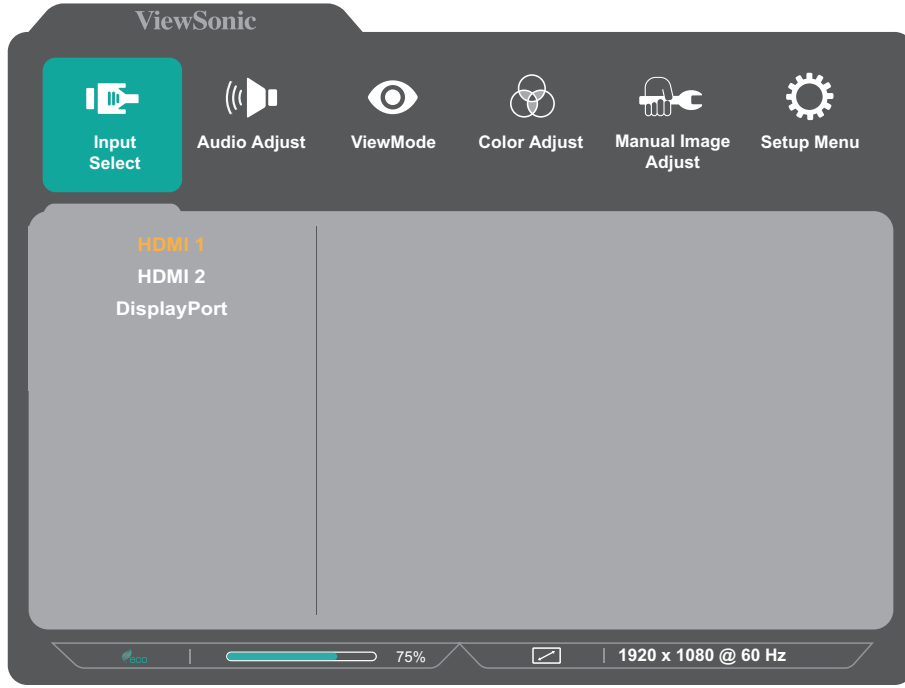 ViewSonic
Input
Select
Audio Adjust
ViewMode
Color Adjust
Manual Image
Adjust
Setup Menu
HDMI 1
HDMI 2
DisplayPort
eco
75%
1920 x 1080 @ 60 Hz